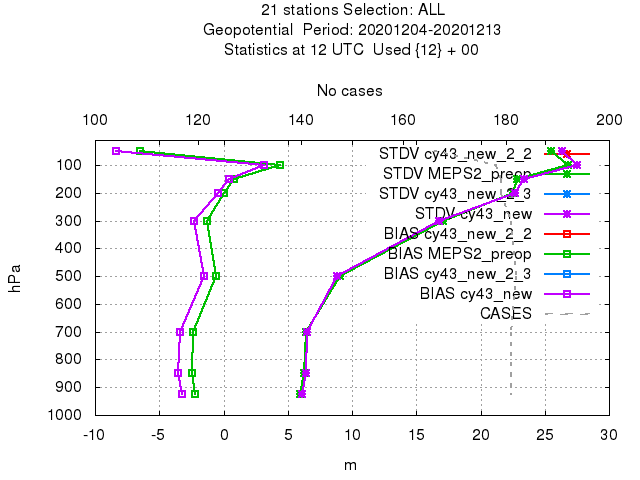 21 stations Selection: ALL
Geopotential  Period: 20201204-20201213
Statistics at 12 UTC  Used {12} + 00
No cases
100 120 140 160 180 200
STDV cy43_new_2_2
STDV MEPS2_preop
STDV cy43_new_2_3
STDV cy43_new
BIAS cy43_new_2_2
BIAS MEPS2_preop
BIAS cy43_new_2_3
BIAS cy43_new
CASES
100
200
300
400
500
600
700
800
900
1000
hPa
-10 -5 0 5 10 15 20 25 30
m